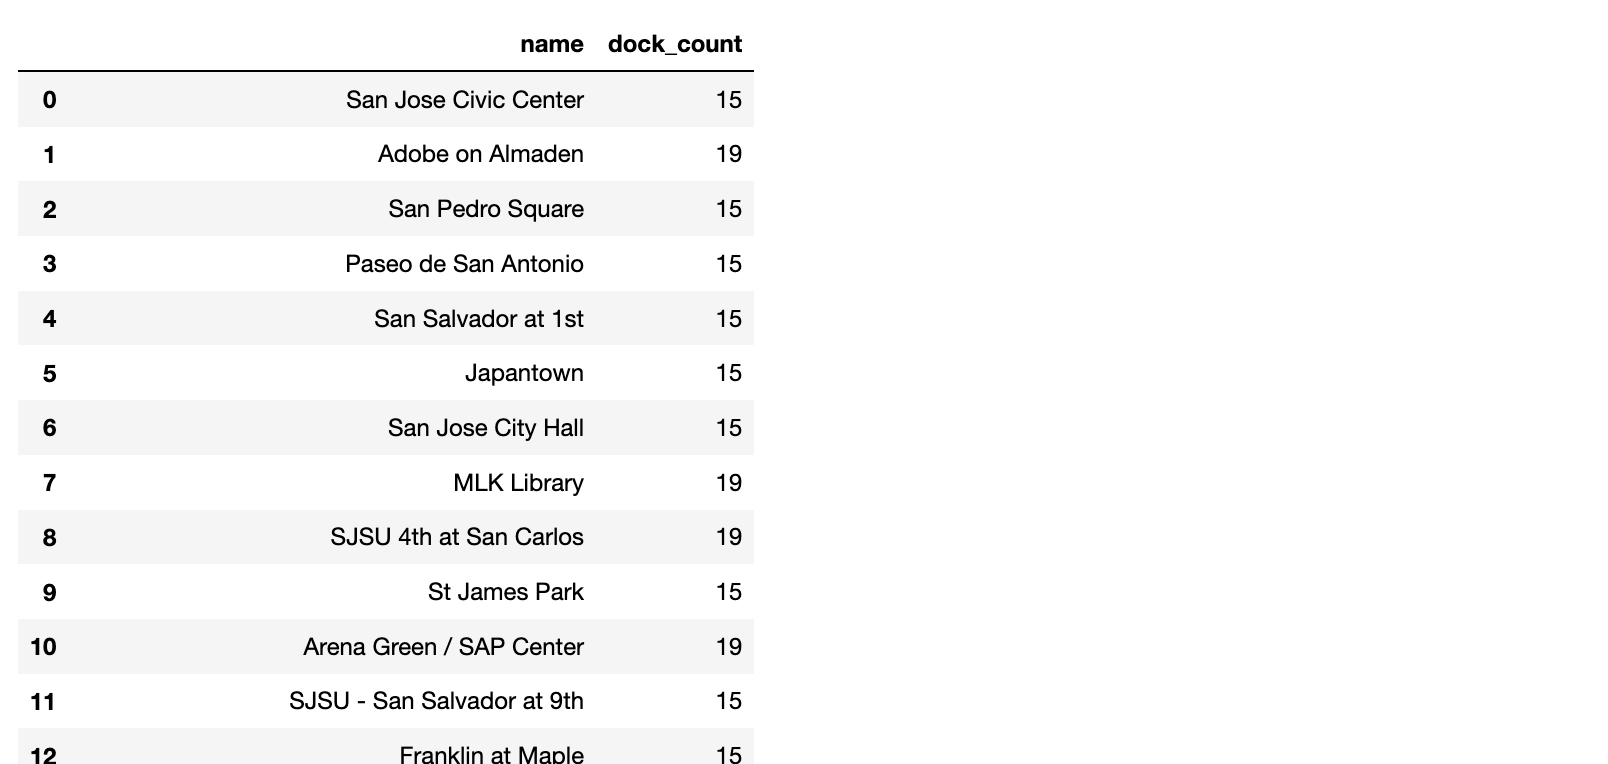 name dock_count
0 San Jose Civic Center 15
1 Adobe on Almaden 19
2 San Pedro Square 15
3 Paseo de San Antonio 15
4 San Salvador at 1st 15
5 Japantown 15
6 San Jose City Hall 15
7 MLK Library 19
8 SJSU 4th at San Carlos 19
9 St James Park 15
10 Arena Green / SAP Center 19
11 SJSU - San Salvador at 9th 15
12 Franklin at Maple 15